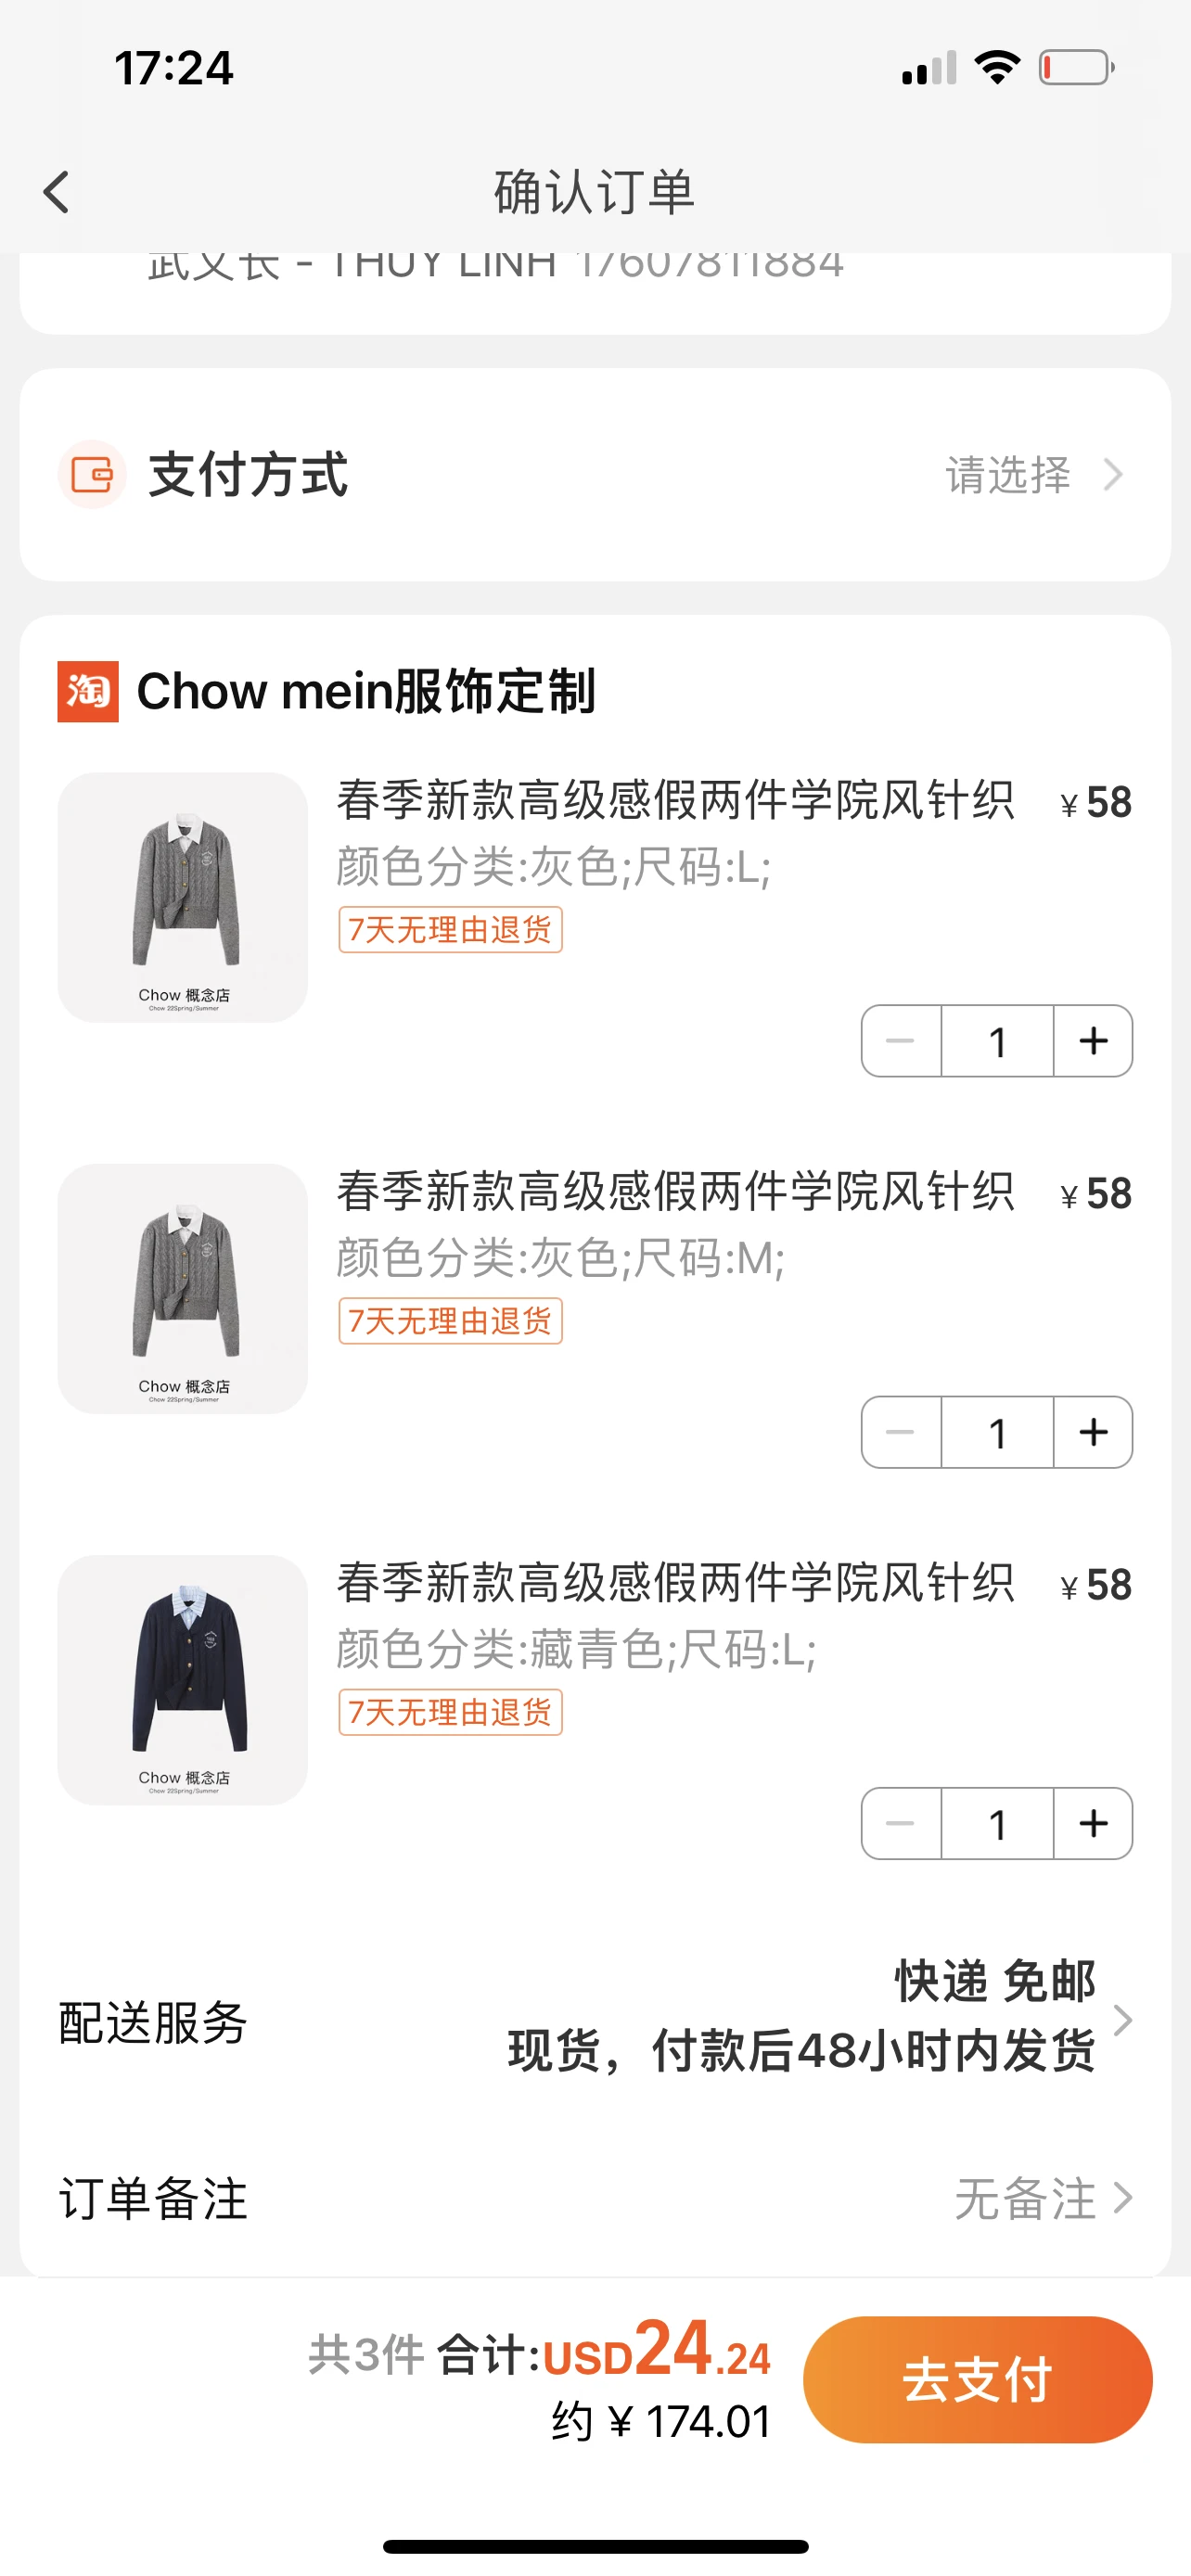 17:24
确认订单
武文长 - THUY LINH 17607811884
支付方式
请选择
淘 Chow mein服饰定制
春季新款高级感假两件学院风针织 ¥ 58
颜色分类:灰色;尺码:L;
7天无理由退货
Chow 概念店
Chow 22Spring/Summer
1
春季新款高级感假两件学院风针织 ¥ 58
颜色分类:灰色;尺码:M;
7天无理由退货
Chow 概念店
Chow 22Spring/Summer
1
春季新款高级感假两件学院风针织 ¥ 58
颜色分类:藏青色;尺码:L;
7天无理由退货
Chow 概念店
Chow 22Spring/Summer
1
配送服务
快递 免邮
现货，付款后48小时内发货
订单备注
无备注
共3件 合计:USD24.24
约 ¥ 174.01
去支付